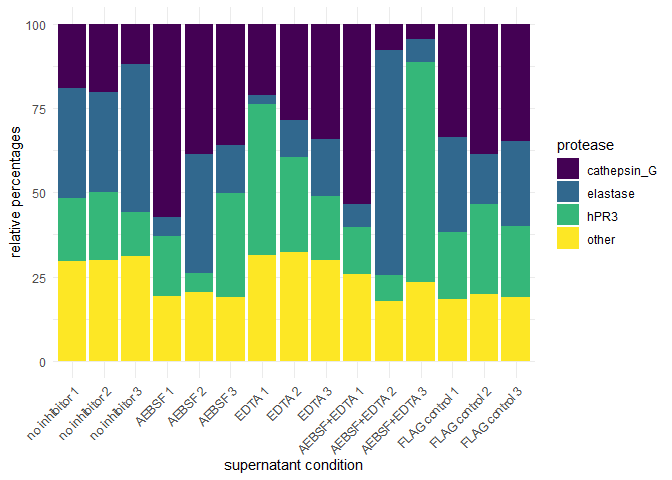 100
75
50
25
0
relative percentages
no inhibitor 1
no inhibitor 2
no inhibitor 3
AEBSF 1
AEBSF 2
AEBSF 3
EDTA 1
EDTA 2
EDTA 3
AEBSF+EDTA 1
AEBSF+EDTA 2
AEBSF+EDTA 3
FLAG control 1
FLAG control 2
FLAG control 3
supernatant condition
protease
cathepsin_G
elastase
hPR3
other